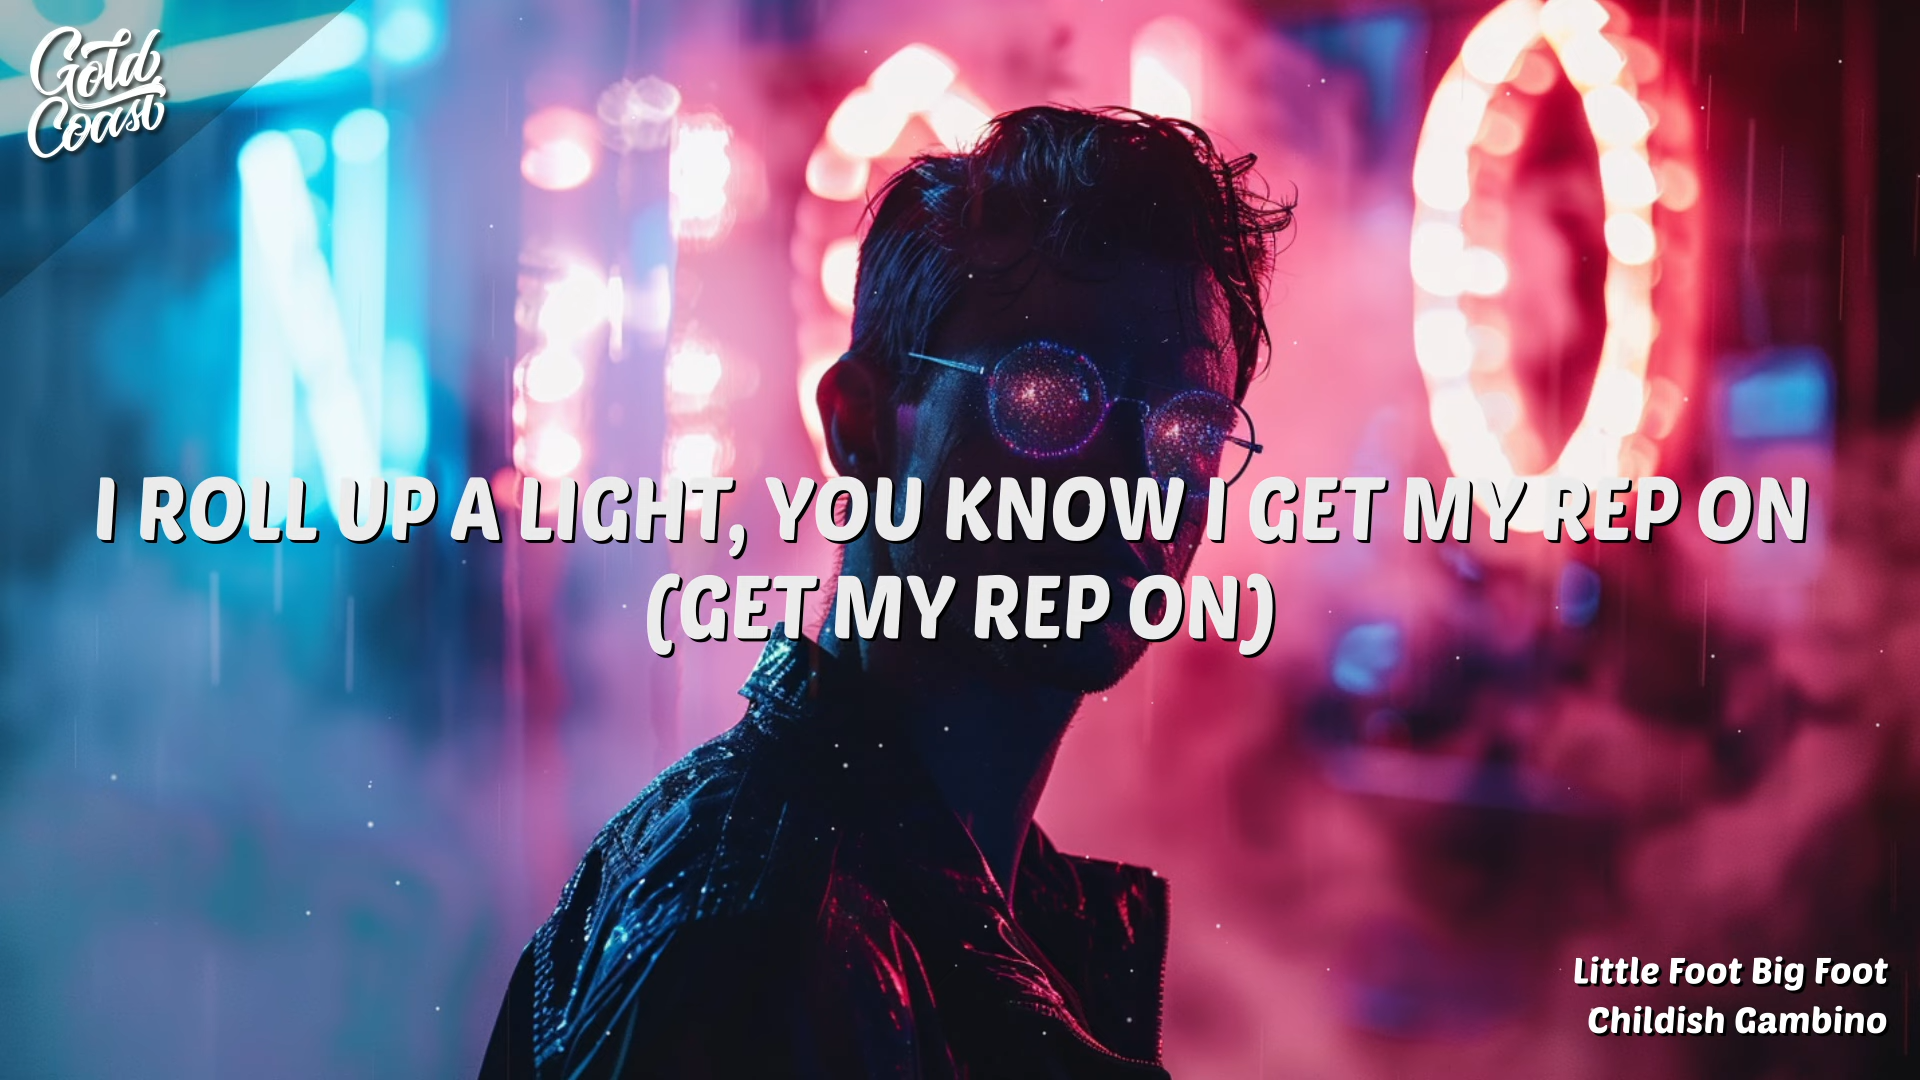 Gold
Coast
I ROLL UP A LIGHT, YOU KNOW I GET MY REP ON
(GET MY REP ON)
Little Foot Big Foot
Childish Gambino